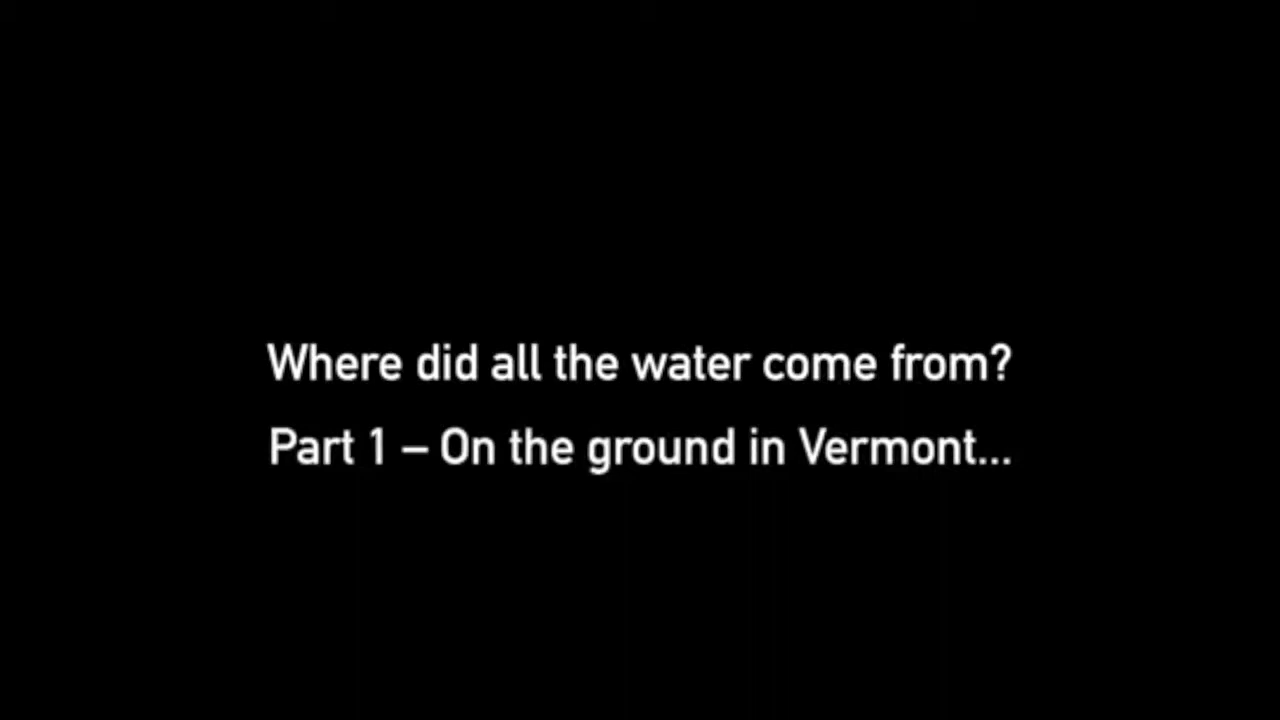 Where did all the water come from?
Part 1 – On the ground in Vermont...